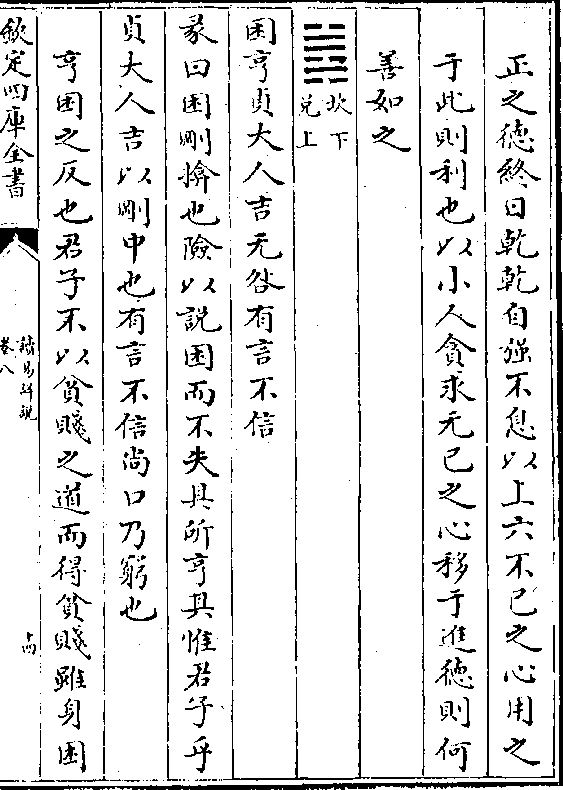 正之德終日乾乾自强不息以上六不已之心用之
于此則利也以小人貪求无已之心移于進德則何
善如之
坎下
兌上
困亨貞大人吉无咎有言不信
彖曰困剛揜也險以說困而不失其所亨其惟君子乎
貞大人吉以剛中也有言不信尚口乃窮也
亨困之反也君子不以貧賤之道而得貧賤雖身困
欽定四庫全書
讀易詳說
卷八
十四